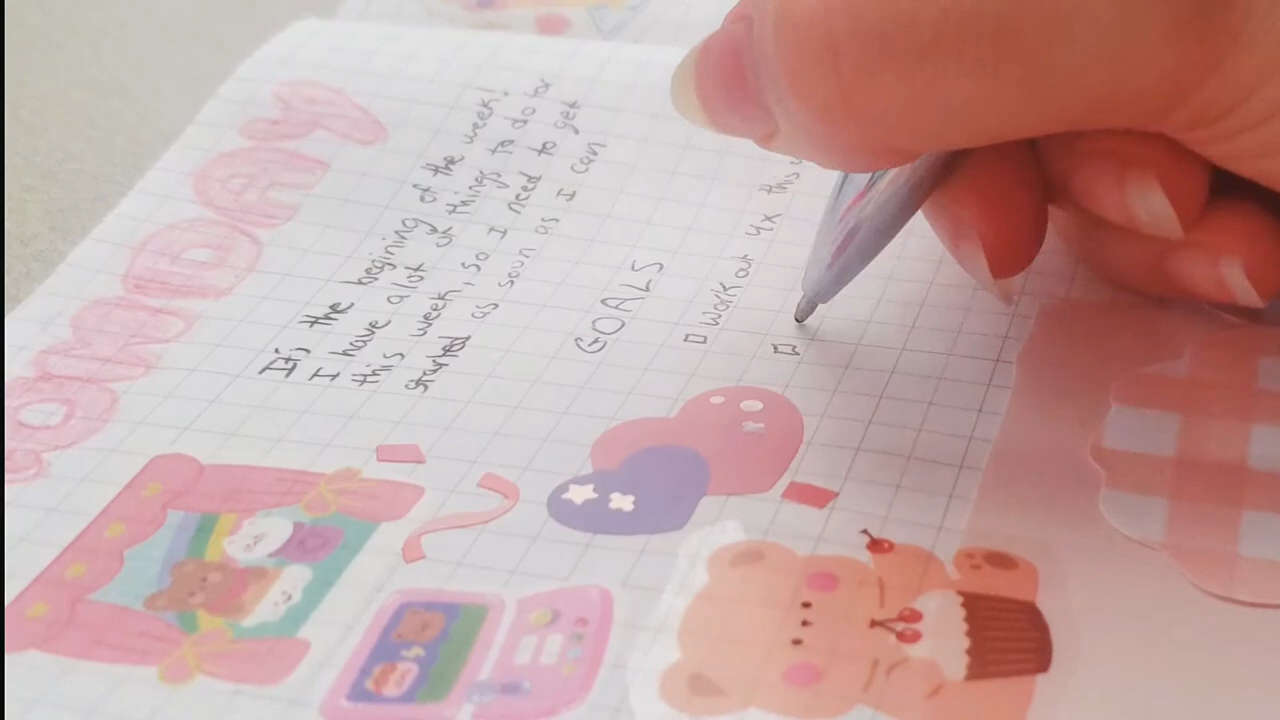 MONDAY
It's the begining of the week!
I have alot of things to do for
this week, so I need to get
started as soon as I can
GOALS
Work out 4x this